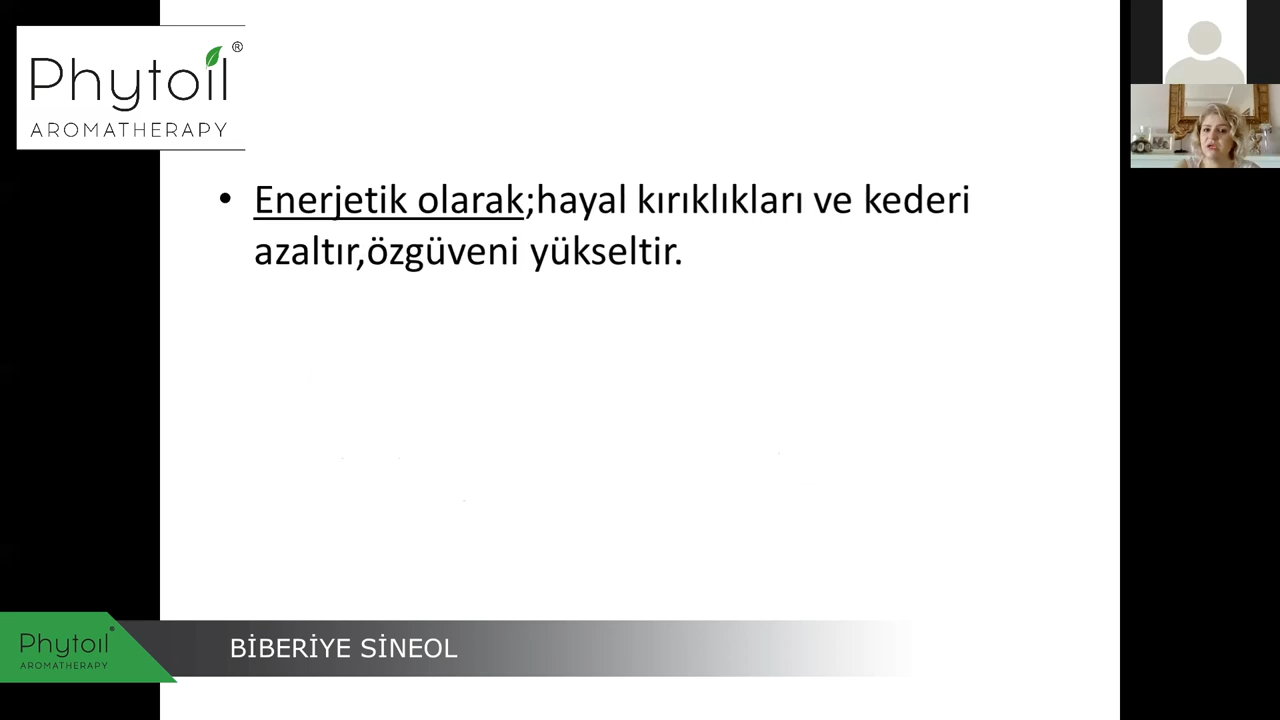 Phytoil®
AROMATHERAPY
• Enerjetik olarak;hayal kırıklıkları ve kederi
azaltır,özgüveni yükseltir.
Phytoil®
AROMATHERAPY
BİBERİYE SİNEOL